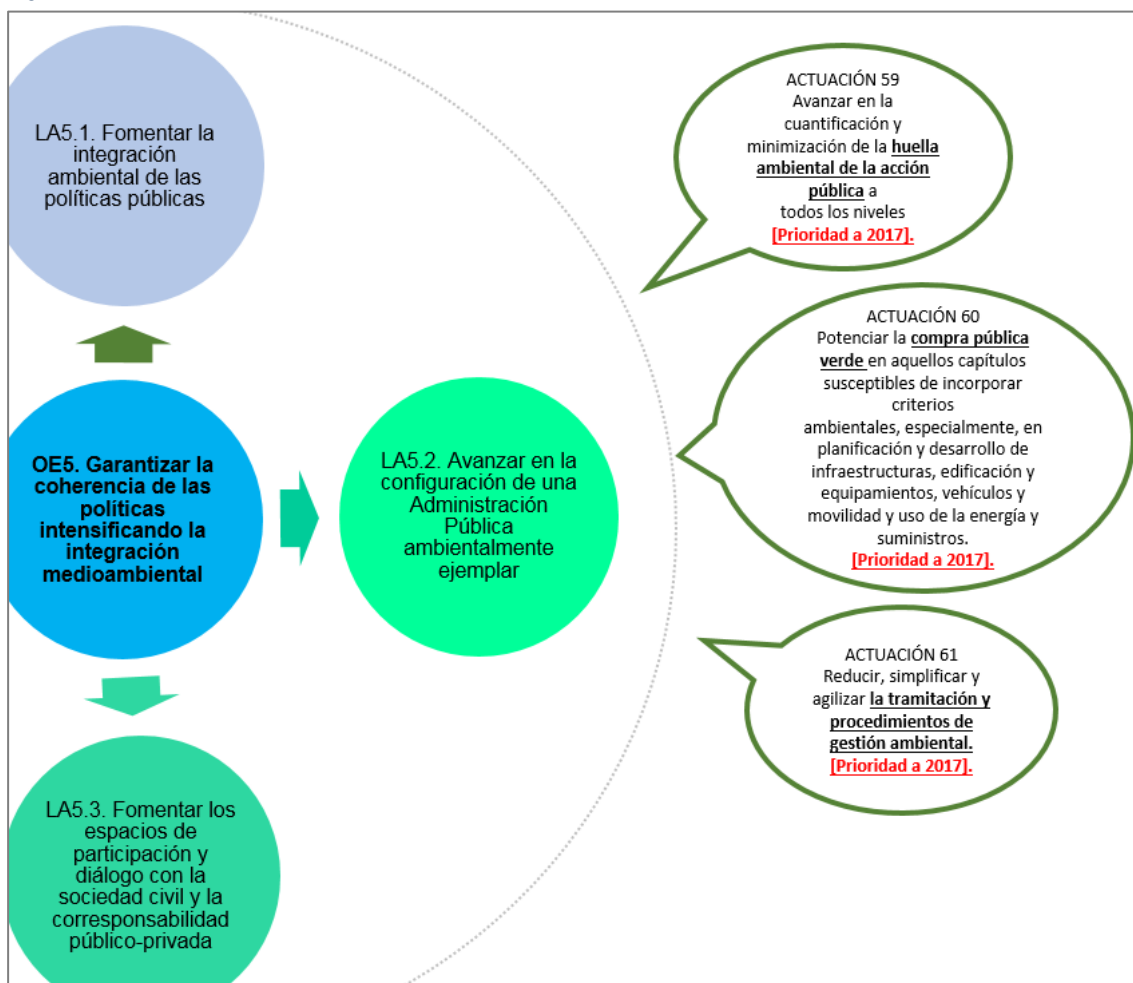 LA5.1. Fomentar la
integración
ambiental de las
políticas públicas
OE5. Garantizar la
coherencia de las
políticas
intensificando la
integración
medioambiental
LA5.2. Avanzar en la
configuración de una
Administración
Pública
ambientalmente
ejemplar
LA5.3. Fomentar los
espacios de
participación y
diálogo con la
sociedad civil y la
corresponsabilidad
público-privada
ACTUACIÓN 59
Avanzar en la
cuantificación y
minimización de la huella
ambiental de la acción
pública a
todos los niveles
[Prioridad a 2017].
ACTUACIÓN 60
Potenciar la compra pública
verde en aquellos capítulos
susceptibles de incorporar
criterios
ambientales, especialmente, en
planificación y desarrollo de
infraestructuras, edificación y
equipamientos, vehículos y
movilidad y uso de la energía y
suministros.
[Prioridad a 2017].
ACTUACIÓN 61
Reducir, simplificar y
agilizar la tramitación y
procedimientos de
gestión ambiental.
[Prioridad a 2017].